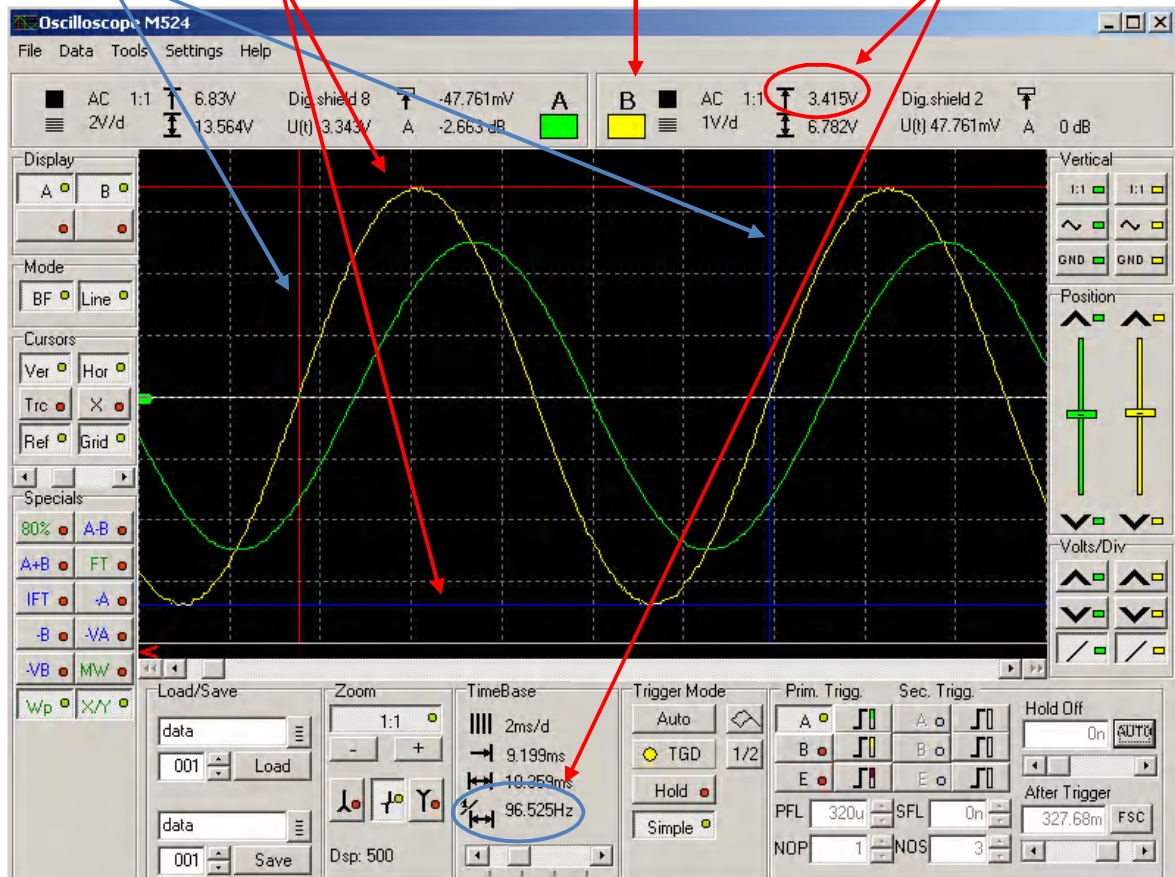 Oscilloscope M524
File Data Tools Settings Help
AC 1:1 6.83V Dig.shield 8 -47.761mV A
2V/d 13.564V U(t) 3.343V A -2.663 dB
B AC 1:1 3.415V Dig.shield 2
1V/d 6.782V U(t) 47.761mV A 0 dB
Display
A B
Mode
BF Line
Cursors
Ver Hor
Trc X
Ref Grid
Specials
80% A-B
A+B FT
IFT -A
-B -VA
-VB MW
Wp X/Y
Vertical
1:1 1:1
GND GND
Position
Volts/Div
Load/Save
data
001 Load
data
001 Save
Zoom
1:1
- +
Dsp: 500
TimeBase
2ms/d
9.199ms
10.359ms
1/ 96.525Hz
Trigger Mode
Auto
TGD 1/2
Hold
Simple
Prim. Trigg. Sec. Trigg.
A A
B B
E E
PFL 320u SFL 0n
NOP 1 NOS 3
Hold Off
0n AUTO
After Trigger
327.68m FSC